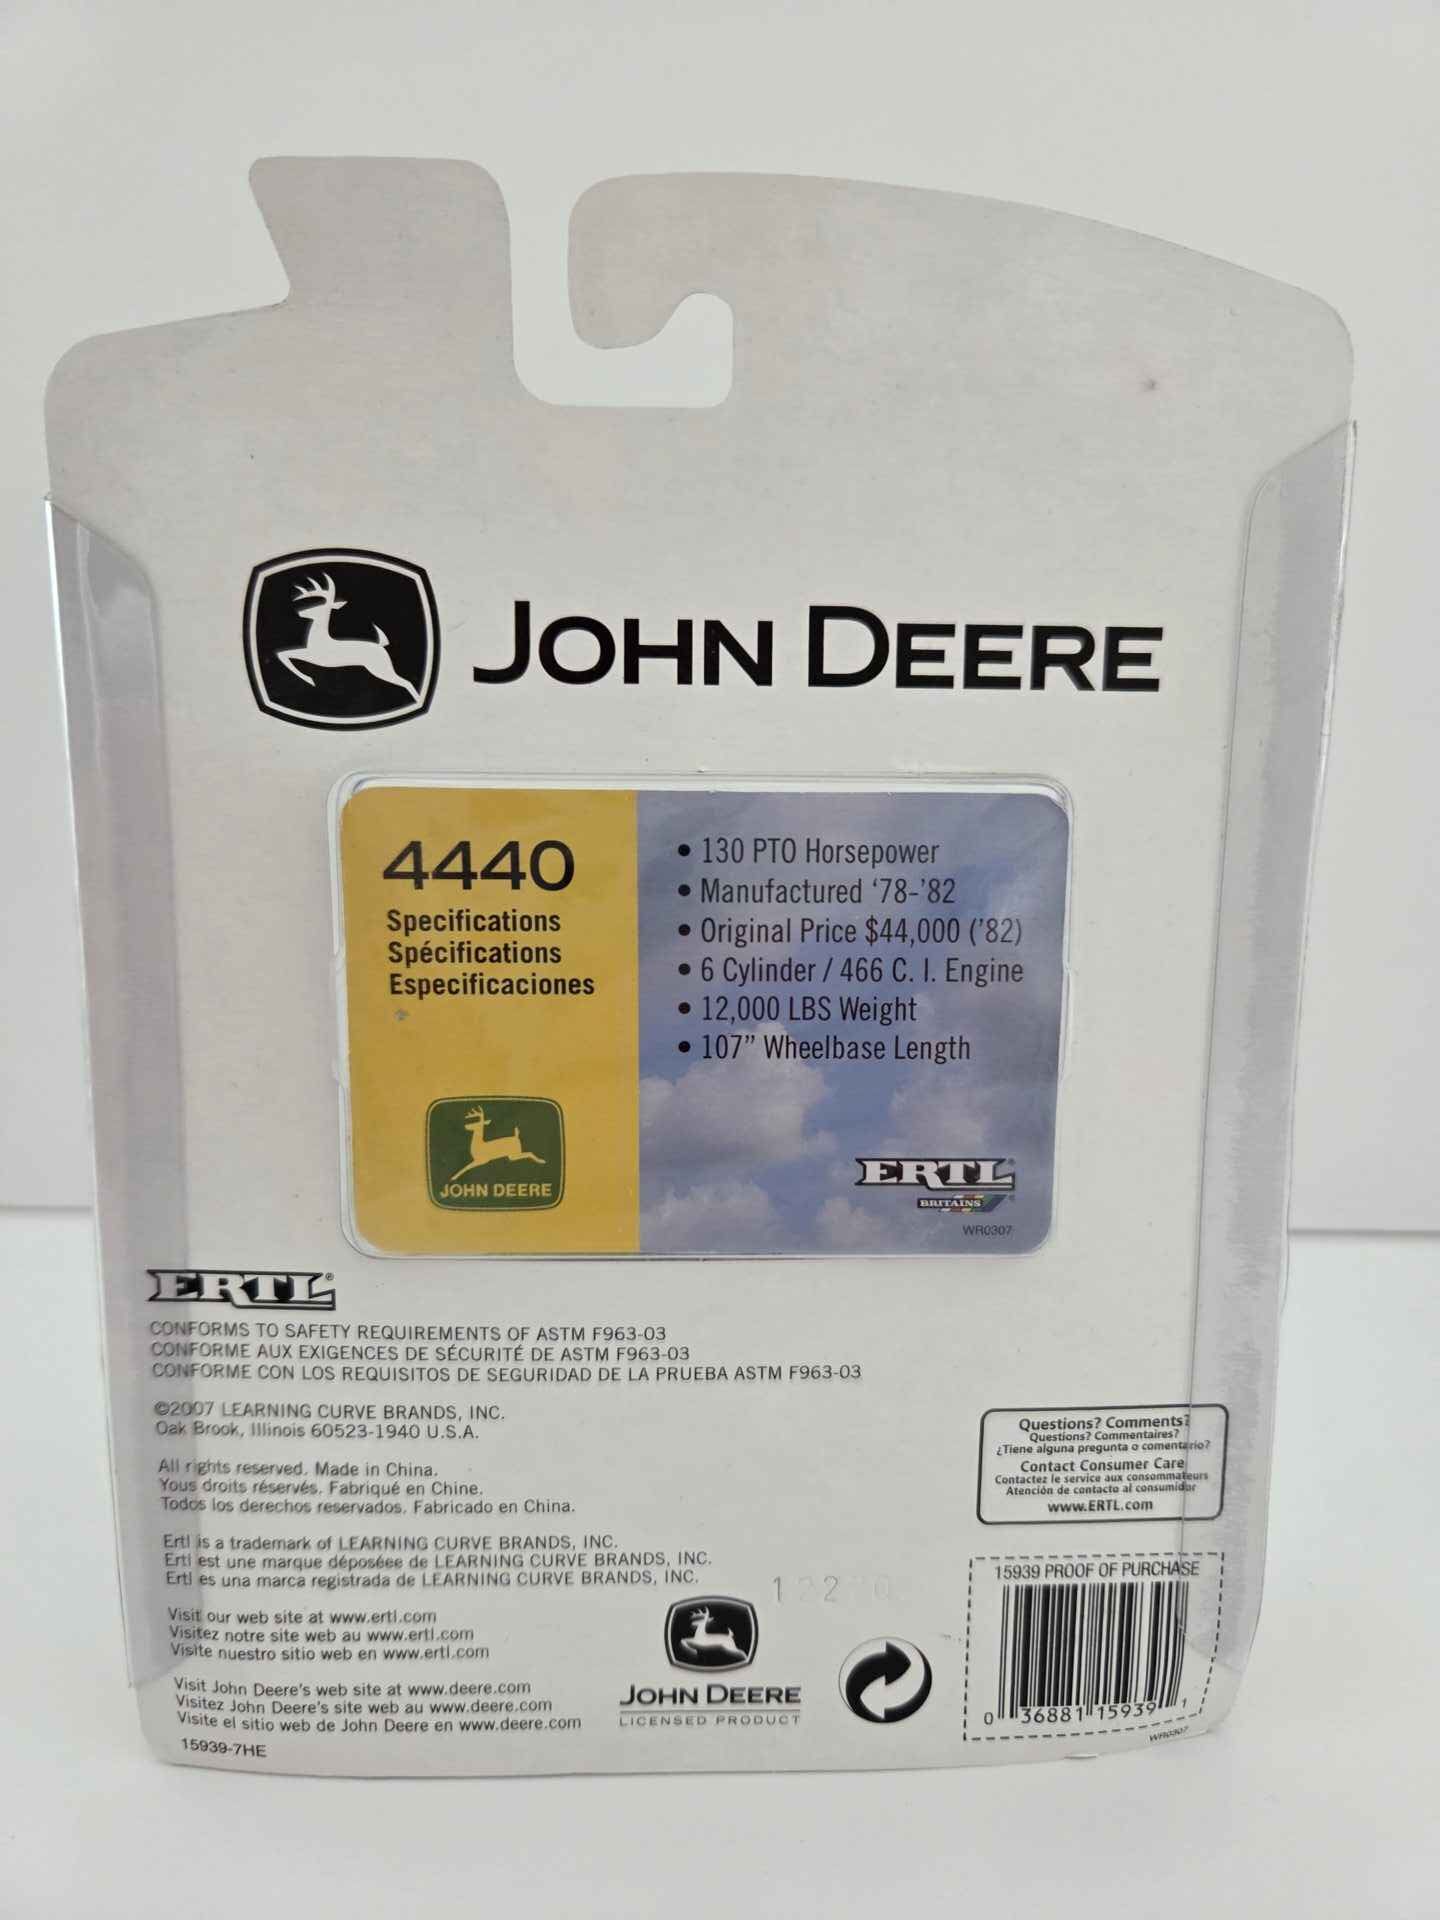 JOHN DEERE
4440
Specifications
Spécifications
Especificaciones
• 130 PTO Horsepower
• Manufactured ‘78-’82
• Original Price $44,000 (’82)
• 6 Cylinder / 466 C. I. Engine
• 12,000 LBS Weight
• 107” Wheelbase Length
JOHN DEERE
ERTL®
BRITAINS
WR0307
ERTL®
CONFORMS TO SAFETY REQUIREMENTS OF ASTM F963-03
CONFORME AUX EXIGENCES DE SÉCURITÉ DE ASTM F963-03
CONFORME CON LOS REQUISITOS DE SEGURIDAD DE LA PRUEBA ASTM F963-03
©2007 LEARNING CURVE BRANDS, INC.
Oak Brook, Illinois 60523-1940 U.S.A.
All rights reserved. Made in China.
Yous droits réservés. Fabriqué en Chine.
Todos los derechos reservados. Fabricado en China.
Ertl is a trademark of LEARNING CURVE BRANDS, INC.
Ertl est une marque déposéee de LEARNING CURVE BRANDS, INC.
Ertl es una marca registrada de LEARNING CURVE BRANDS, INC.
Visit our web site at www.ertl.com
Visitez notre site web au www.ertl.com
Visite nuestro sitio web en www.ertl.com
Visit John Deere's web site at www.deere.com
Visitez John Deere's site web au www.deere.com
Visite el sitio web de John Deere en www.deere.com
15939-7HE
JOHN DEERE
LICENSED PRODUCT
Questions? Comments?
Questions? Commentaires?
¿Tiene alguna pregunta o comentario?
Contact Consumer Care
Contactez le service aux consommateurs
Atención de contacto al consumidor
www.ERTL.com
15939 PROOF OF PURCHASE
0 36881 15939 1
WR0307